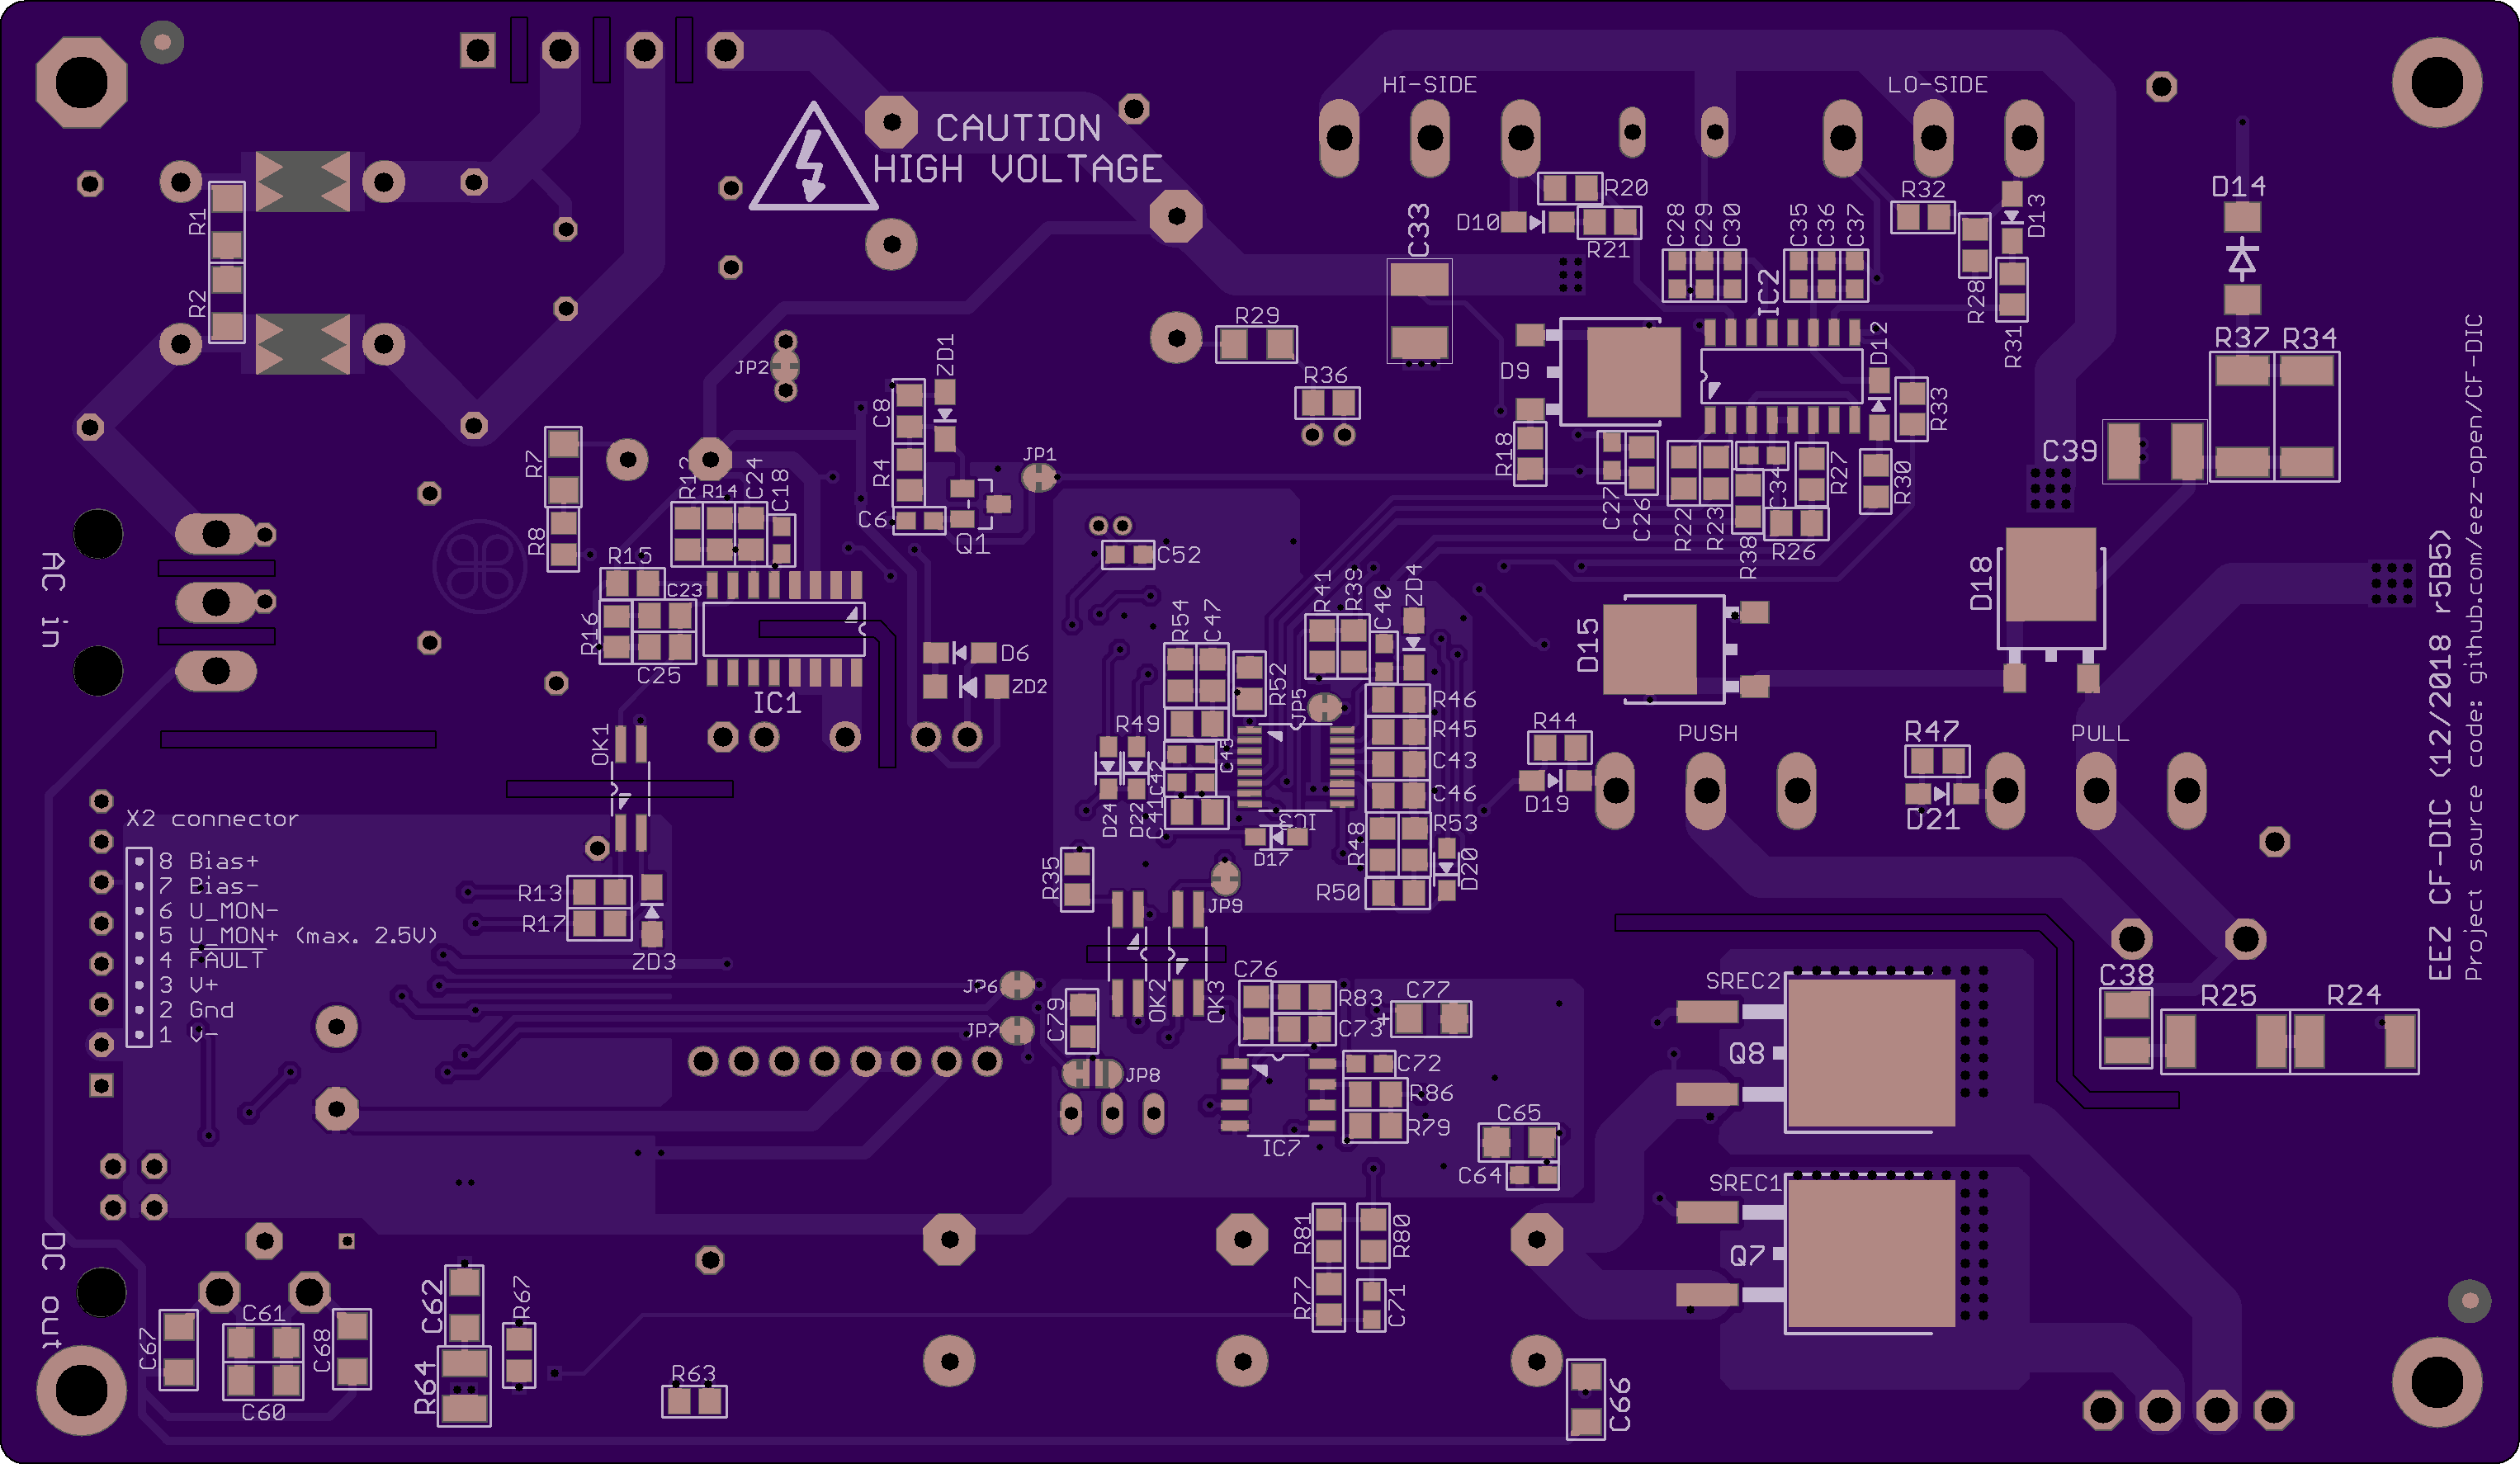 HI-SIDE
LO-SIDE
CAUTION
HIGH VOLTAGE
R1
R2
R20
D10
R21
C33
C28
C29
C30
C35
C36
C37
R32
D13
D14
R28
R31
IC2
R29
R36
D9
D12
R33
R37
R34
JP2
ZD1
C8
R4
C6
Q1
JP1
R18
C27
C26
R22
R23
R38
C34
R26
R27
R30
C39
R7
R8
R12
R14
C24
C18
R15
C23
R16
C25
IC1
D6
ZD2
C52
R54
C47
R52
R41
R39
C40
ZD4
JP5
R46
R45
C43
C46
R53
R48
R50
D20
R49
D24
D22
C42
C41
C45
IC3
D17
D15
D18
AC in
OK1
R44
D19
PUSH
R47
D21
PULL
X2 connector
8 Bias+
7 Bias-
6 U_MON-
5 U_MON+ (max. 2.5V)
4 FAULT
3 V+
2 Gnd
1 V-
R13
R17
ZD3
R35
JP9
JP6
JP7
OK2
OK3
C79
JP8
C76
R83
C73
C77
C72
R86
R79
IC7
C65
C64
SREC2
Q8
SREC1
Q7
C38
R25
R24
R81
R80
R77
C71
C66
DC out
C67
C61
C60
C68
C62
R64
R67
R63
EEZ CF-DIC (12/2018 r5B5)
Project source code: github.com/eez-open/CF-DIC